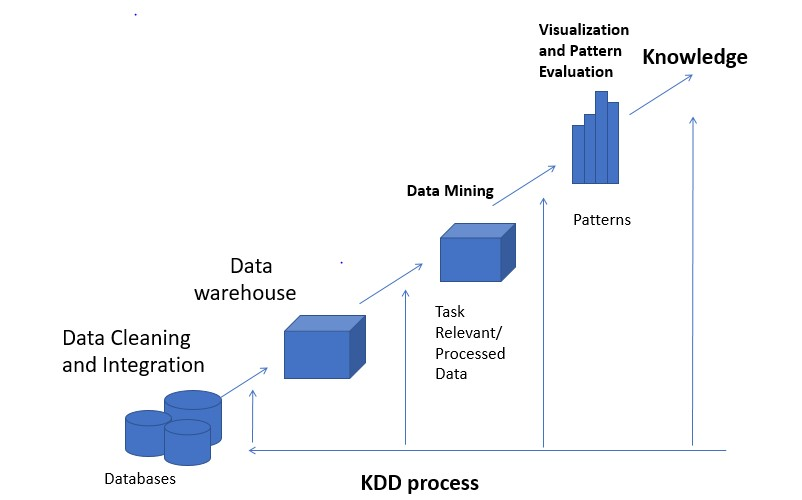 Visualization
and Pattern
Evaluation
Knowledge
Data Mining
Patterns
Data
warehouse
Task
Relevant/
Processed
Data
Data Cleaning
and Integration
Databases
KDD process